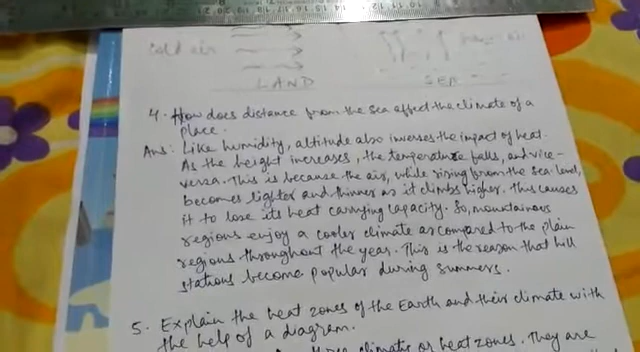 Cold air
LAND
SEA
4. How does distance from the sea affect the climate of a
place.
Ans: Like humidity, altitude also inverses the impact of heat.
As the height increases, the temperature falls, and vice-
versa. This is because the air, while rising from the sea level,
becomes lighter and thinner as it climbs higher. This causes
it to lose its heat carrying capacity. So, mountainous
regions enjoy a cooler climate as compared to the plain
regions throughout the year. This is the reason that hill
stations become popular during summers.
5. Explain the heat zones of the Earth and their climate with
the help of a diagram.
three climatic or heat zones. They are